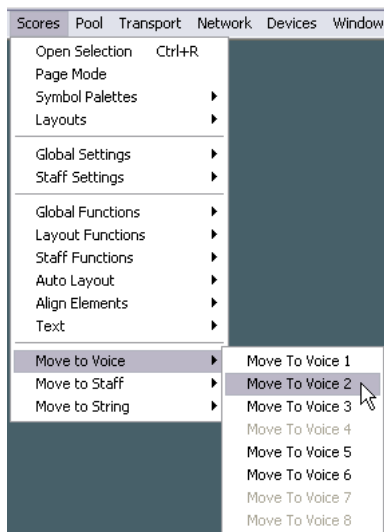 Scores Pool Transport Network Devices Window
Open Selection Ctrl+R
Page Mode
Symbol Palettes
Layouts
Global Settings
Staff Settings
Global Functions
Layout Functions
Staff Functions
Auto Layout
Align Elements
Text
Move to Voice
Move to Staff
Move to String
Move To Voice 1
Move To Voice 2
Move To Voice 3
Move To Voice 4
Move To Voice 5
Move To Voice 6
Move To Voice 7
Move To Voice 8